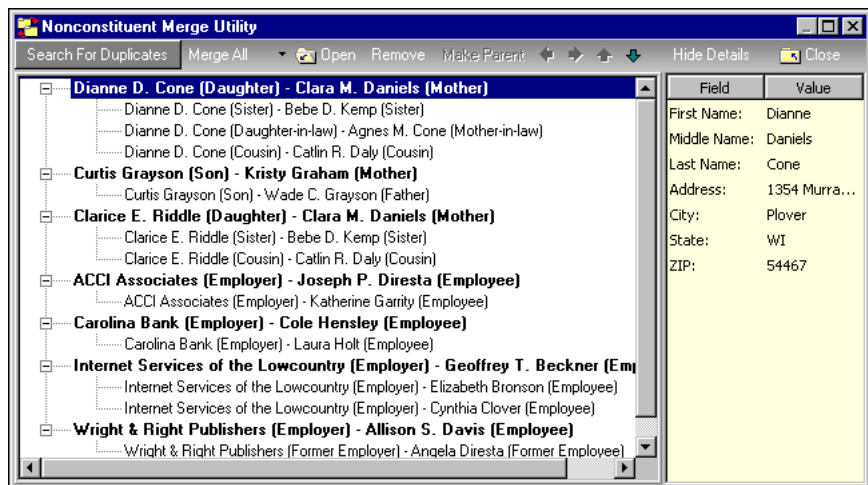 Nonconstituent Merge Utility
Search For Duplicates Merge All Open Remove Make Parent Hide Details Close
Dianne D. Cone (Daughter) - Clara M. Daniels (Mother)
Dianne D. Cone (Sister) - Bebe D. Kemp (Sister)
Dianne D. Cone (Daughter-in-law) - Agnes M. Cone (Mother-in-law)
Dianne D. Cone (Cousin) - Catlin R. Daly (Cousin)
Curtis Grayson (Son) - Kristy Graham (Mother)
Curtis Grayson (Son) - Wade C. Grayson (Father)
Clarice E. Riddle (Daughter) - Clara M. Daniels (Mother)
Clarice E. Riddle (Sister) - Bebe D. Kemp (Sister)
Clarice E. Riddle (Cousin) - Catlin R. Daly (Cousin)
ACCI Associates (Employer) - Joseph P. Diresta (Employee)
ACCI Associates (Employer) - Katherine Garrity (Employee)
Carolina Bank (Employer) - Cole Hensley (Employee)
Carolina Bank (Employer) - Laura Holt (Employee)
Internet Services of the Lowcountry (Employer) - Geoffrey T. Beckner (Em
Internet Services of the Lowcountry (Employer) - Elizabeth Bronson (Employee)
Internet Services of the Lowcountry (Employer) - Cynthia Clover (Employee)
Wright & Right Publishers (Employer) - Allison S. Davis (Employee)
Wright & Right Publishers (Former Employer) - Angela Diresta (Former Employee)
Field Value
First Name: Dianne
Middle Name: Daniels
Last Name: Cone
Address: 1354 Murra...
City: Plover
State: WI
ZIP: 54467